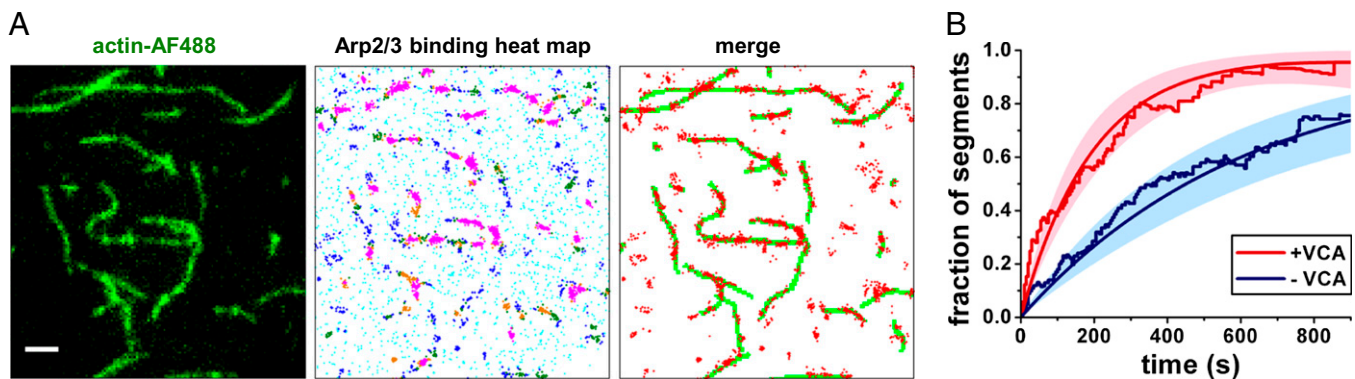 A
actin-AF488
Arp2/3 binding heat map
merge
B
fraction of segments
1.0
0.8
0.6
0.4
0.2
0.0
+VCA
- VCA
0
200
400
600
800
time (s)